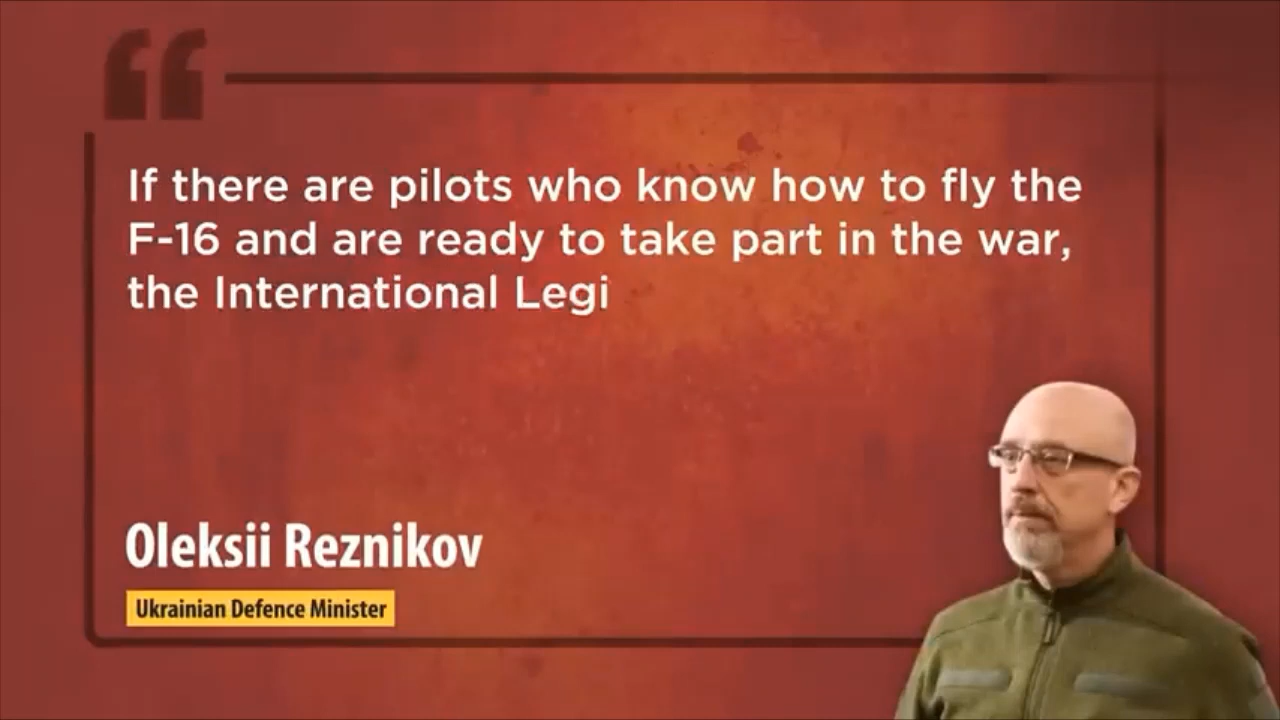 If there are pilots who know how to fly the
F-16 and are ready to take part in the war,
the International Legi
Oleksii Reznikov
Ukrainian Defence Minister